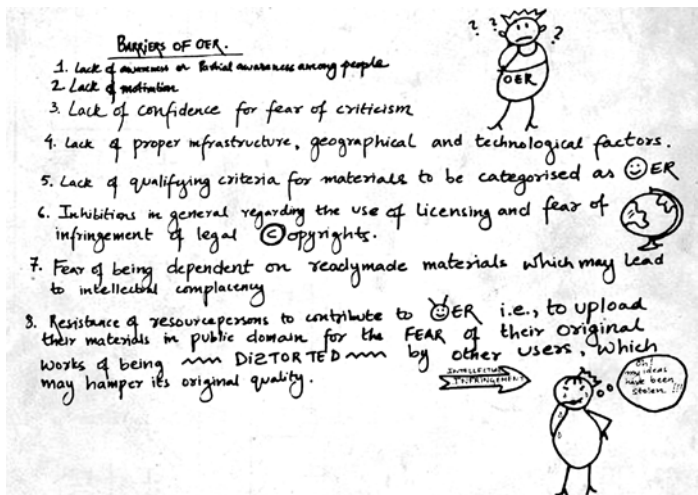 BARRIERS OF OER.
? ? ?
OER
1. Lack of awareness or Partial awareness among people
2. Lack of motivation
3. Lack of confidence for fear of criticism
4. Lack of proper infrastructure, geographical and technological factors.
5. Lack of qualifying criteria for materials to be categorised as OER
6. Inhibitions in general regarding the use of Licensing and fear of
infringement of legal ©opyrights.
7. Fear of being dependent on readymade materials which may lead
to intellectual complacency
8. Resistance of resourcepersons to contribute to OER i.e., to upload
their materials in public domain for the FEAR of their original
works of being ~~~ DISTORTED ~~~ by other users, which
may hamper its original quality.
INTELLECTUAL
INFRINGEMENT
Oh!
my ideas
have been
stolen !!!